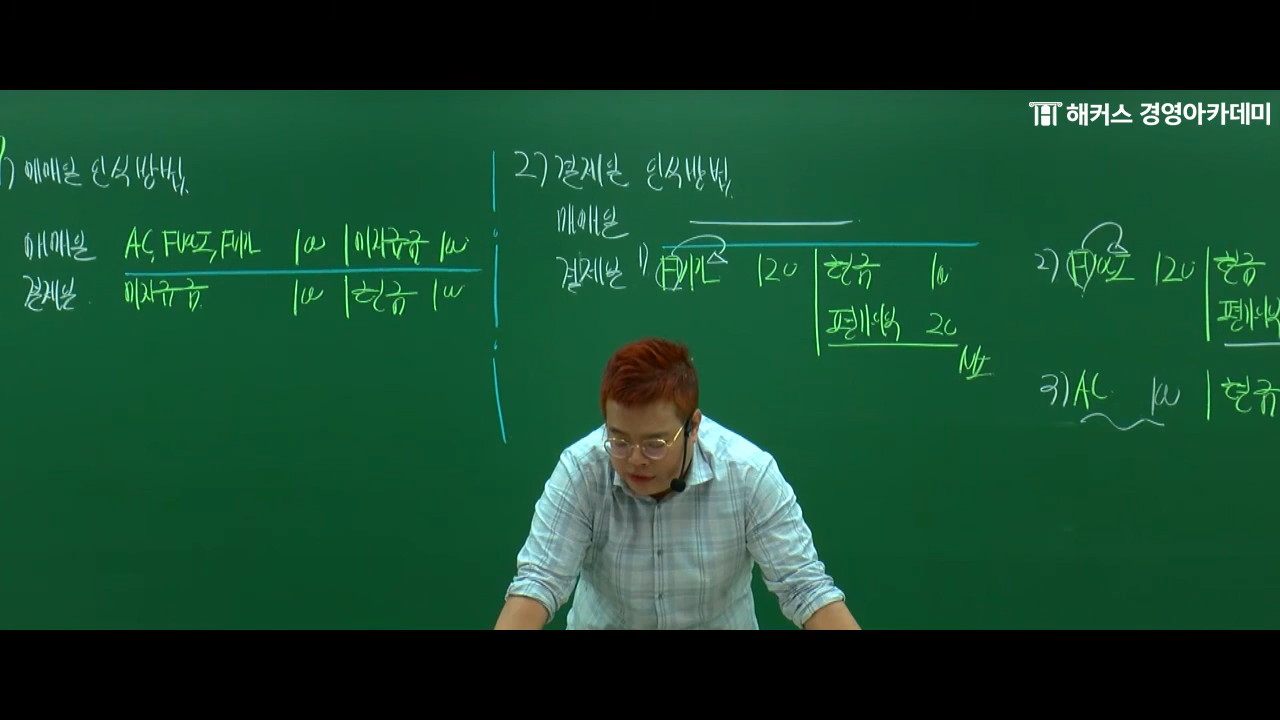 해커스 경영아카데미
1) 매매일 인식방법.
매매일 AC, FVOCI, FVPL 100 | 미지급금 100
결제일 미지급금 100 | 현금 100
2) 결제일 인식방법.
매매일
결제일 1) FVPL 120 | 현금 100
평가이익 20
NI
2) FVOCI 120 | 현금
평가이익
3) AC 100 | 현금